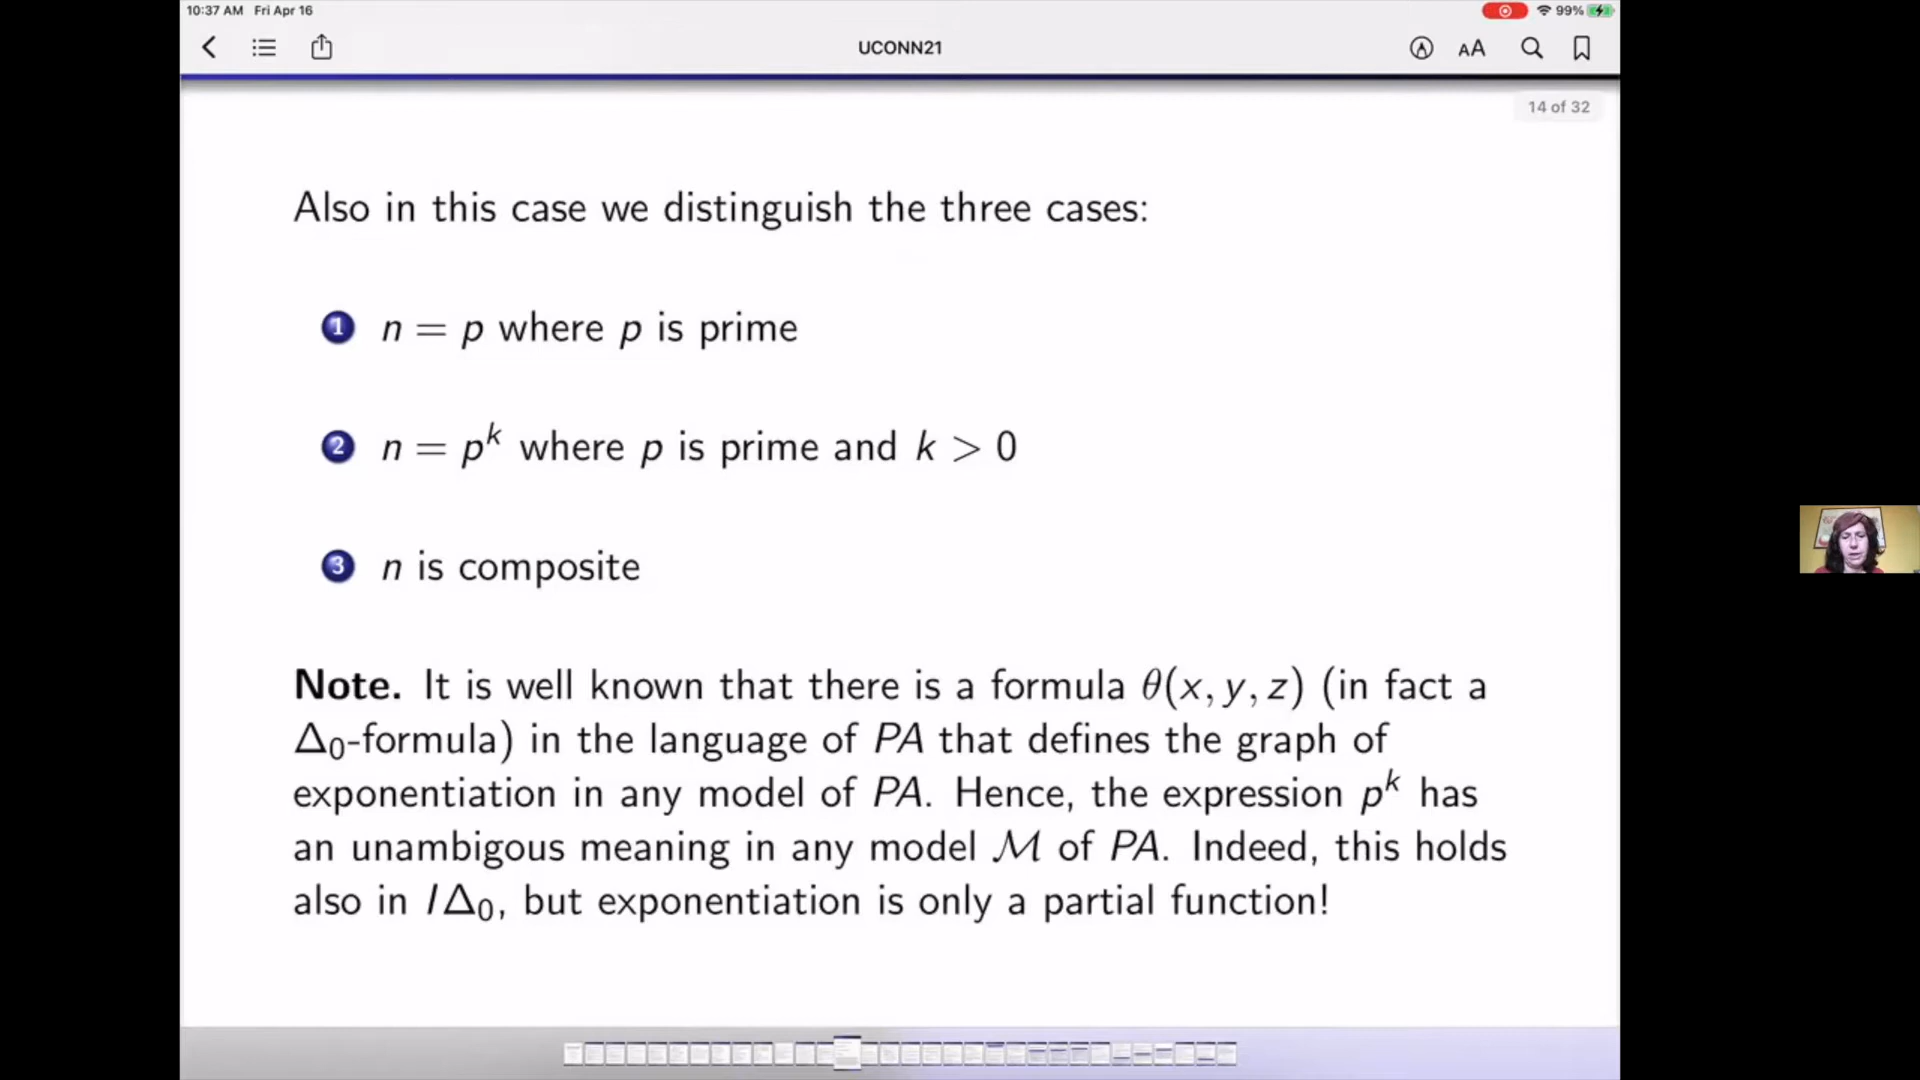 10:37 AM Fri Apr 16
99%
UCONN21
AA
14 of 32
Also in this case we distinguish the three cases:
1 n = p where p is prime
2 n = p^k where p is prime and k > 0
3 n is composite
Note. It is well known that there is a formula θ(x, y, z) (in fact a
Δ₀-formula) in the language of PA that defines the graph of
exponentiation in any model of PA. Hence, the expression p^k has
an unambigous meaning in any model ℳ of PA. Indeed, this holds
also in IΔ₀, but exponentiation is only a partial function!